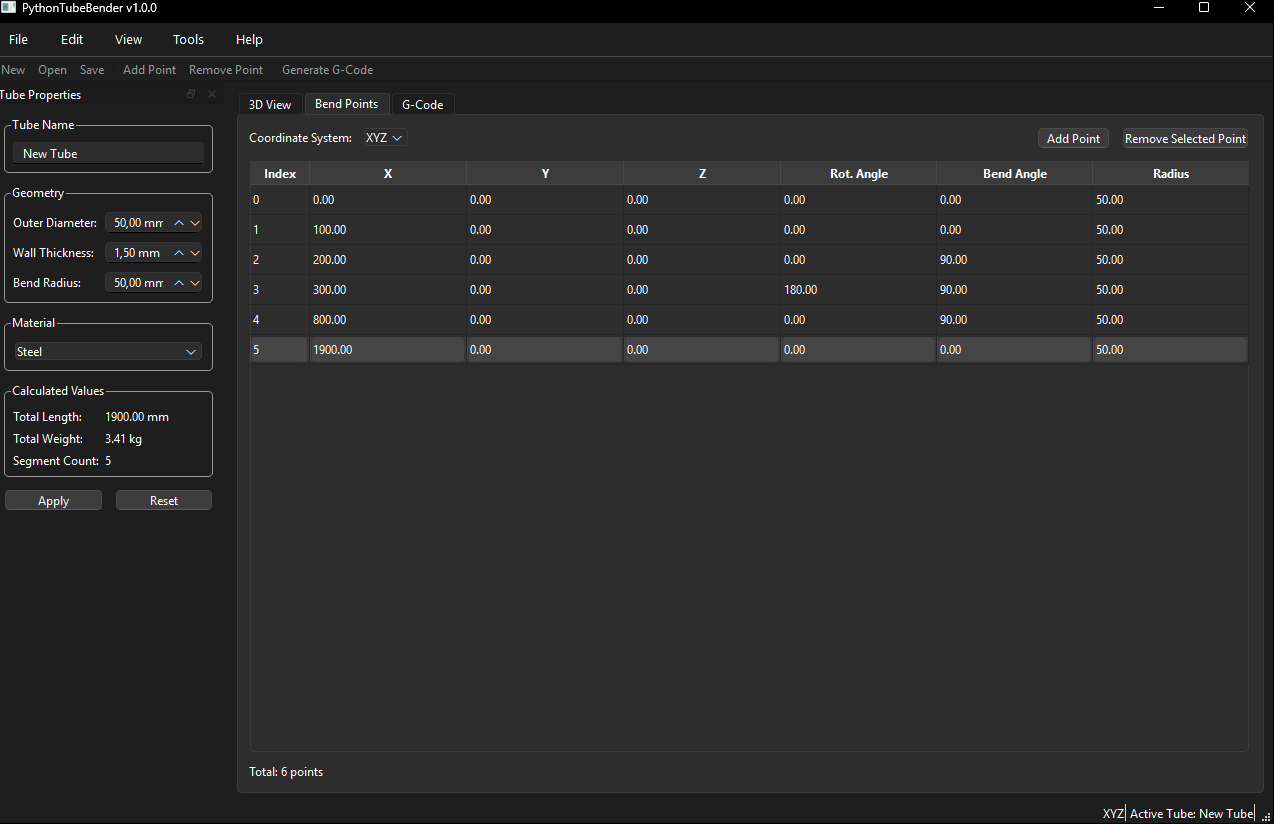 PythonTubeBender v1.0.0
File Edit View Tools Help
New Open Save Add Point Remove Point Generate G-Code
Tube Properties
Tube Name
New Tube
Geometry
Outer Diameter: 50,00 mm
Wall Thickness: 1,50 mm
Bend Radius: 50,00 mm
Material
Steel
Calculated Values
Total Length: 1900.00 mm
Total Weight: 3.41 kg
Segment Count: 5
Apply Reset
3D View Bend Points G-Code
Coordinate System: XYZ Add Point Remove Selected Point
Index X Y Z Rot. Angle Bend Angle Radius
0 0.00 0.00 0.00 0.00 0.00 50.00
1 100.00 0.00 0.00 0.00 0.00 50.00
2 200.00 0.00 0.00 0.00 90.00 50.00
3 300.00 0.00 0.00 180.00 90.00 50.00
4 800.00 0.00 0.00 0.00 90.00 50.00
5 1900.00 0.00 0.00 0.00 0.00 50.00
Total: 6 points
XYZ Active Tube: New Tube